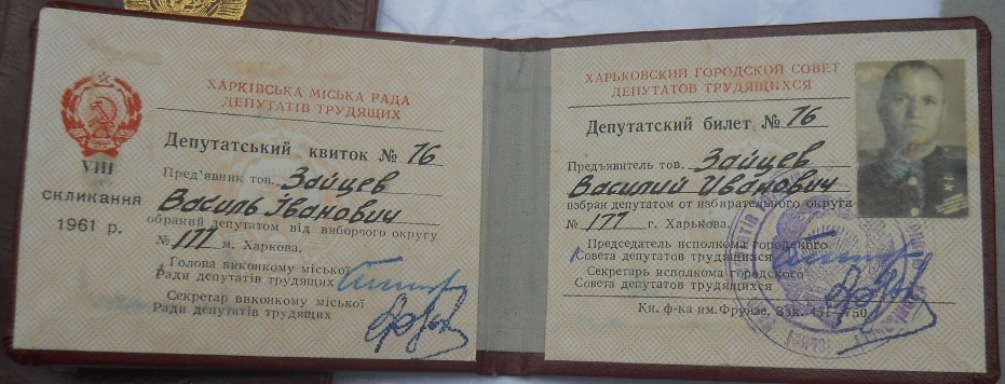 VIII
скликання
1961 р.
ХАРКІВСЬКА МІСЬКА РАДА
ДЕПУТАТІВ ТРУДЯЩИХ
Депутатський квиток № 76
Пред'явник тов. Зайцев
Василь Іванович
обраний депутатом від виборчого округу
№ 177 м. Харкова.
Голова виконкому міської
Ради депутатів трудящих
Секретар виконкому міської
Ради депутатів трудящих
ХАРЬКОВСКИЙ ГОРОДСКОЙ СОВЕТ
ДЕПУТАТОВ ТРУДЯЩИХСЯ
Депутатский билет № 76
Предъявитель тов. Зайцев
Василий Иванович
избран депутатом от избирательного округа
№ 177 г. Харькова.
Председатель исполкома городского
Совета депутатов трудящихся
Секретарь исполкома городского
Совета депутатов трудящихся
Кн. ф-ка им. Фрунзе, Зак. 451—750